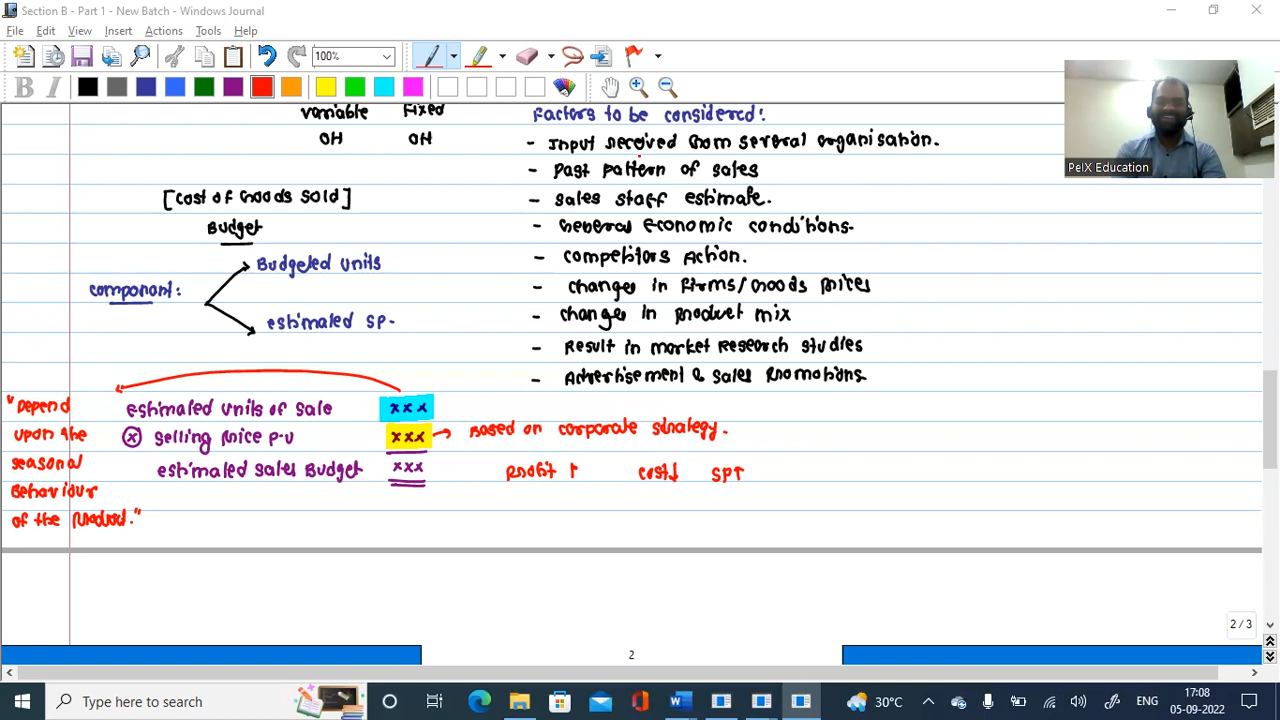 Section B - Part 1 - New Batch - Windows Journal
File Edit View Insert Actions Tools Help
100%
B I
Variable Fixed
OH OH
[Cost of Goods Sold]
Budget
component:
Budgeted units
estimated SP.
Factors to be considered:
- Input received from several organisation.
- Past pattern of sales
- Sales staff estimate.
- General Economic conditions.
- competitors Action.
- changes in Firms/Goods Prices
- change in Product mix
- Result in market Research studies
- Advertisement & Sales Promotions.
"Depend
upon the
seasonal
Behaviour
of the Product."
estimated units of sale xxx
x selling Price P.U xxx
estimated sales Budget xxx
Based on corporate strategy.
Profit ↑ cost↓ SP↑
PelX Education
2 / 3
2
Type here to search
30°C
ENG
17:08
05-09-2022